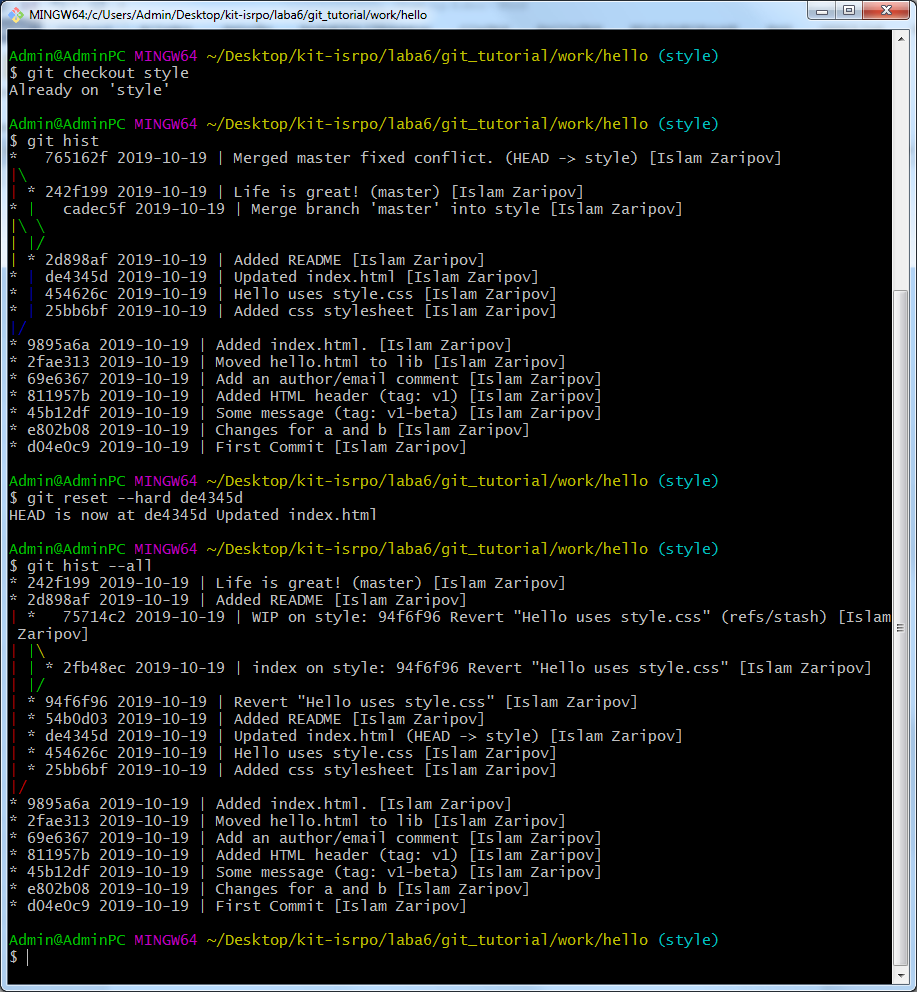 MINGW64:/c/Users/Admin/Desktop/kit-isrpo/laba6/git_tutorial/work/hello
Admin@AdminPC MINGW64 ~/Desktop/kit-isrpo/laba6/git_tutorial/work/hello (style)
$ git checkout style
Already on 'style'
Admin@AdminPC MINGW64 ~/Desktop/kit-isrpo/laba6/git_tutorial/work/hello (style)
$ git hist
*   765162f 2019-10-19 | Merged master fixed conflict. (HEAD -> style) [Islam Zaripov]
|\
| * 242f199 2019-10-19 | Life is great! (master) [Islam Zaripov]
* |   cadec5f 2019-10-19 | Merge branch 'master' into style [Islam Zaripov]
|\ \
| |/
| * 2d898af 2019-10-19 | Added README [Islam Zaripov]
* | de4345d 2019-10-19 | Updated index.html [Islam Zaripov]
* | 454626c 2019-10-19 | Hello uses style.css [Islam Zaripov]
* | 25bb6bf 2019-10-19 | Added css stylesheet [Islam Zaripov]
|/
* 9895a6a 2019-10-19 | Added index.html. [Islam Zaripov]
* 2fae313 2019-10-19 | Moved hello.html to lib [Islam Zaripov]
* 69e6367 2019-10-19 | Add an author/email comment [Islam Zaripov]
* 811957b 2019-10-19 | Added HTML header (tag: v1) [Islam Zaripov]
* 45b12df 2019-10-19 | Some message (tag: v1-beta) [Islam Zaripov]
* e802b08 2019-10-19 | Changes for a and b [Islam Zaripov]
* d04e0c9 2019-10-19 | First Commit [Islam Zaripov]
Admin@AdminPC MINGW64 ~/Desktop/kit-isrpo/laba6/git_tutorial/work/hello (style)
$ git reset --hard de4345d
HEAD is now at de4345d Updated index.html
Admin@AdminPC MINGW64 ~/Desktop/kit-isrpo/laba6/git_tutorial/work/hello (style)
$ git hist --all
* 242f199 2019-10-19 | Life is great! (master) [Islam Zaripov]
* 2d898af 2019-10-19 | Added README [Islam Zaripov]
| *   75714c2 2019-10-19 | WIP on style: 94f6f96 Revert "Hello uses style.css" (refs/stash) [Islam
 Zaripov]
| |\
| | * 2fb48ec 2019-10-19 | index on style: 94f6f96 Revert "Hello uses style.css" [Islam Zaripov]
| |/
| * 94f6f96 2019-10-19 | Revert "Hello uses style.css" [Islam Zaripov]
| * 54b0d03 2019-10-19 | Added README [Islam Zaripov]
| * de4345d 2019-10-19 | Updated index.html (HEAD -> style) [Islam Zaripov]
| * 454626c 2019-10-19 | Hello uses style.css [Islam Zaripov]
| * 25bb6bf 2019-10-19 | Added css stylesheet [Islam Zaripov]
|/
* 9895a6a 2019-10-19 | Added index.html. [Islam Zaripov]
* 2fae313 2019-10-19 | Moved hello.html to lib [Islam Zaripov]
* 69e6367 2019-10-19 | Add an author/email comment [Islam Zaripov]
* 811957b 2019-10-19 | Added HTML header (tag: v1) [Islam Zaripov]
* 45b12df 2019-10-19 | Some message (tag: v1-beta) [Islam Zaripov]
* e802b08 2019-10-19 | Changes for a and b [Islam Zaripov]
* d04e0c9 2019-10-19 | First Commit [Islam Zaripov]
Admin@AdminPC MINGW64 ~/Desktop/kit-isrpo/laba6/git_tutorial/work/hello (style)
$